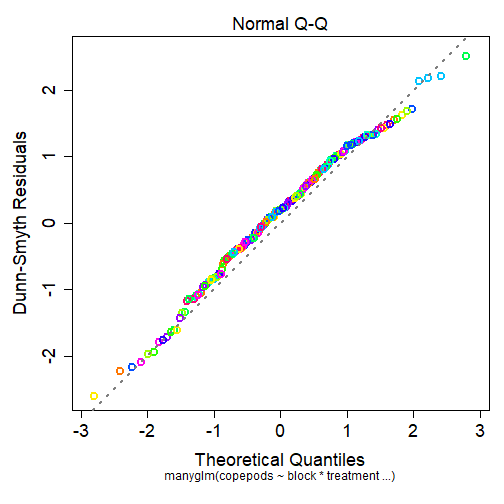 Normal Q-Q
Dunn-Smyth Residuals
2
1
0
-1
-2
-3 -2 -1 0 1 2 3
Theoretical Quantiles
manyglm(copepods ~ block * treatment ...)